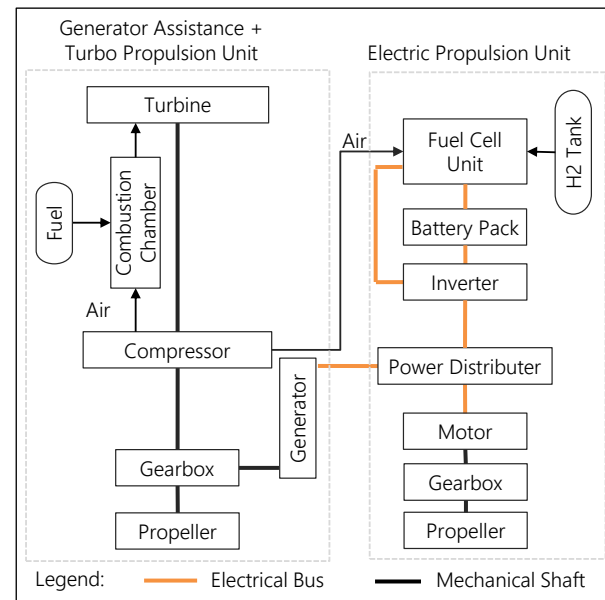 Generator Assistance +
Turbo Propulsion Unit
Electric Propulsion Unit
Turbine
Air
Fuel Cell
Unit
H2 Tank
Fuel
Combustion
Chamber
Battery Pack
Inverter
Air
Compressor
Power Distributer
Generator
Motor
Gearbox
Gearbox
Propeller
Propeller
Legend:
Electrical Bus
Mechanical Shaft